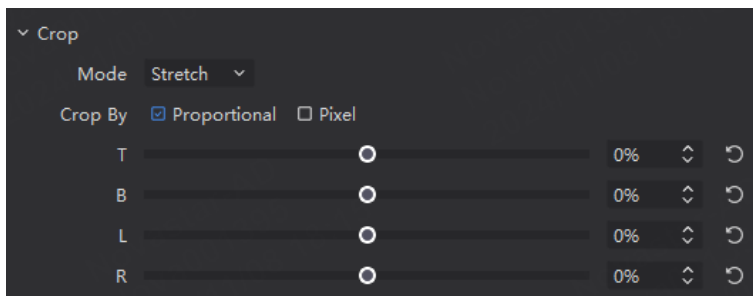 Crop
Mode Stretch
Crop By Proportional Pixel
T 0%
B 0%
L 0%
R 0%